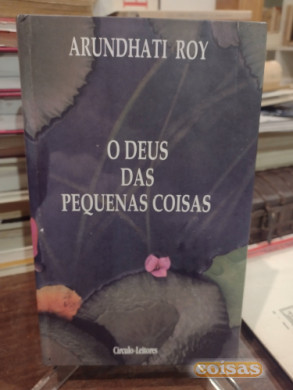 ARUNDHATI ROY
O DEUS
DAS
PEQUENAS COISAS
Círculo-Leitores
coisas